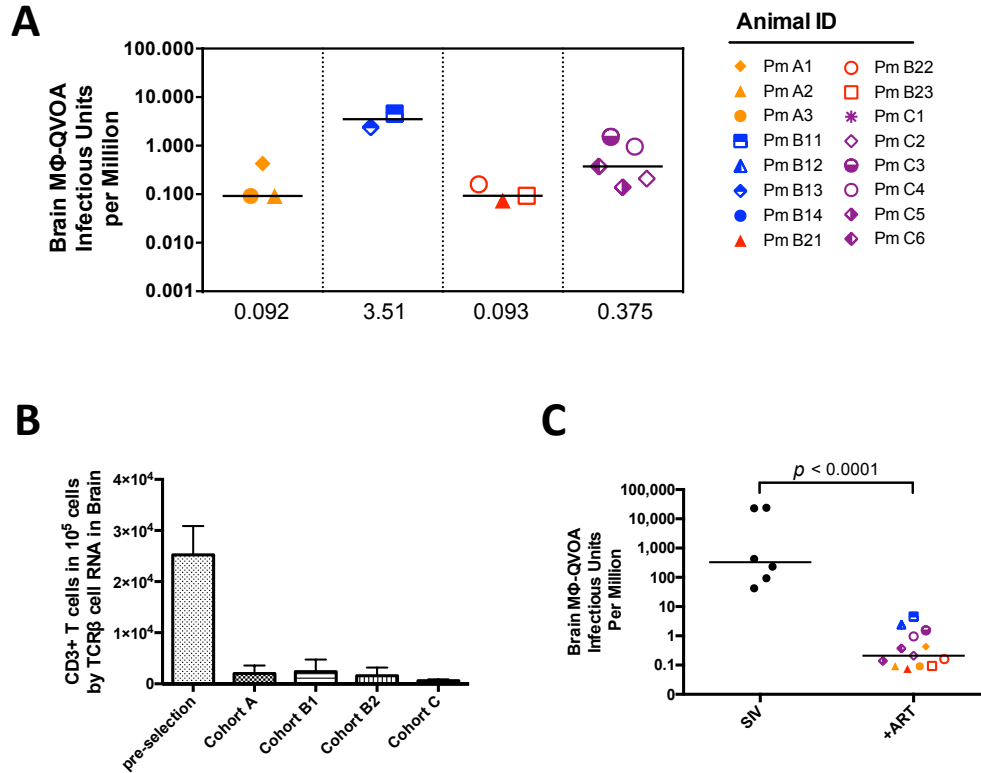 A
Brain MΦ-QVOA
Infectious Units
per Millilon
100.000
10.000
1.000
0.100
0.010
0.001
0.092 3.51 0.093 0.375
Animal ID
Pm A1 Pm B22
Pm A2 Pm B23
Pm A3 Pm C1
Pm B11 Pm C2
Pm B12 Pm C3
Pm B13 Pm C4
Pm B14 Pm C5
Pm B21 Pm C6
B
CD3+ T cells in 10⁵ cells
by TCRβ cell RNA in Brain
4×10⁴
3×10⁴
2×10⁴
1×10⁴
0
pre-selection Cohort A Cohort B1 Cohort B2 Cohort C
C
p < 0.0001
Brain MΦ-QVOA
Infectious Units
Per Million
100,000
10,000
1,000
100
10
1
0.1
0
SIV +ART